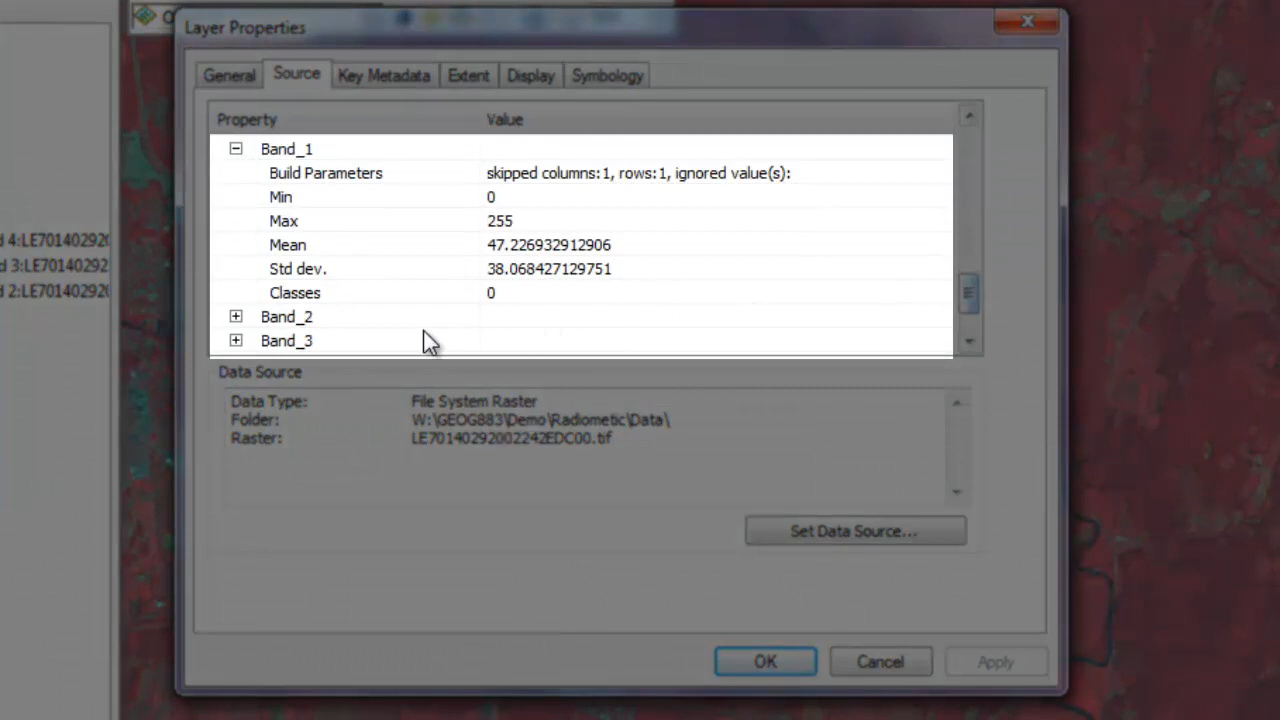 Layer Properties
General Source Key Metadata Extent Display Symbology
Property Value
Band_1
Build Parameters skipped columns:1, rows:1, ignored value(s):
Min 0
Max 255
Mean 47.226932912906
Std dev. 38.068427129751
Classes 0
Band_2
Band_3
d 4:LE70140292
d 3:LE70140292
d 2:LE70140292
Data Source
Data Type: File System Raster
Folder: W:\GEOG883\Demo\Radiometic\Data\
Raster: LE70140292002242EDC00.tif
Set Data Source...
OK Cancel Apply